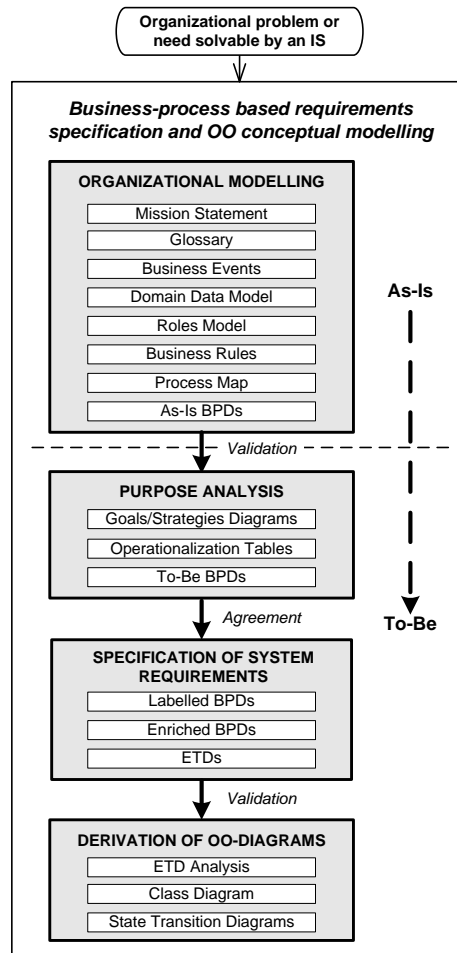 Organizational problem or
need solvable by an IS
Business-process based requirements
specification and OO conceptual modelling
ORGANIZATIONAL MODELLING
Mission Statement
Glossary
Business Events
Domain Data Model
Roles Model
Business Rules
Process Map
As-Is BPDs
As-Is
Validation
PURPOSE ANALYSIS
Goals/Strategies Diagrams
Operationalization Tables
To-Be BPDs
To-Be
Agreement
SPECIFICATION OF SYSTEM
REQUIREMENTS
Labelled BPDs
Enriched BPDs
ETDs
Validation
DERIVATION OF OO-DIAGRAMS
ETD Analysis
Class Diagram
State Transition Diagrams